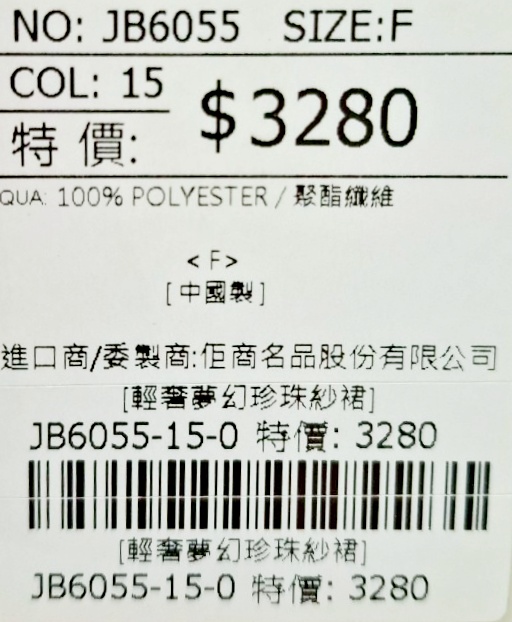 NO: JB6055 SIZE:F
COL: 15
特 價: $3280
QUA: 100% POLYESTER / 聚酯纖維
<F>
[中國製]
進口商/委製商:佢商名品股份有限公司
[輕奢夢幻珍珠紗裙]
JB6055-15-0 特價: 3280
[輕奢夢幻珍珠紗裙]
JB6055-15-0 特價: 3280